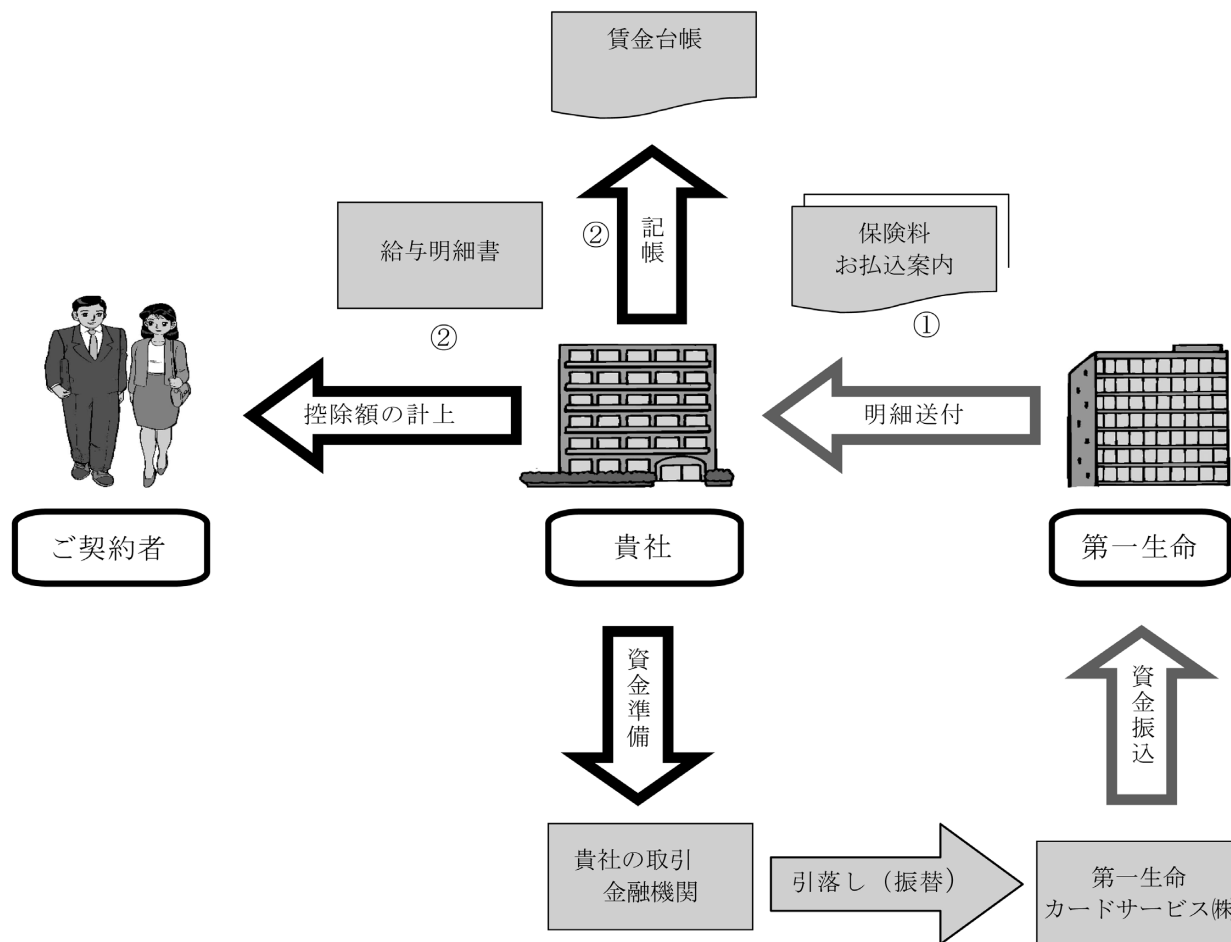 賃金台帳
記帳
②
給与明細書
②
保険料
お払込案内
①
控除額の計上
明細送付
ご契約者
貴社
第一生命
資金準備
資金振込
貴社の取引
金融機関
引落し（振替）
第一生命
カードサービス㈱